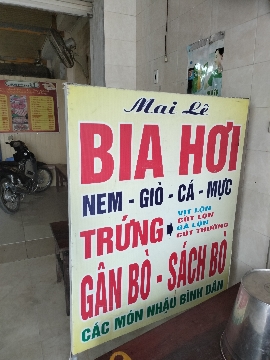 Mai Lê
BIA HƠI
NEM - GIÒ - CÁ - MỰC
TRỨNG
VỊT LỘN
CÚT LỘN
GÀ LỘN
CÚT THƯỜNG
GÂN BÒ - SÁCH BÒ
CÁC MÓN NHẬU BÌNH DÂN